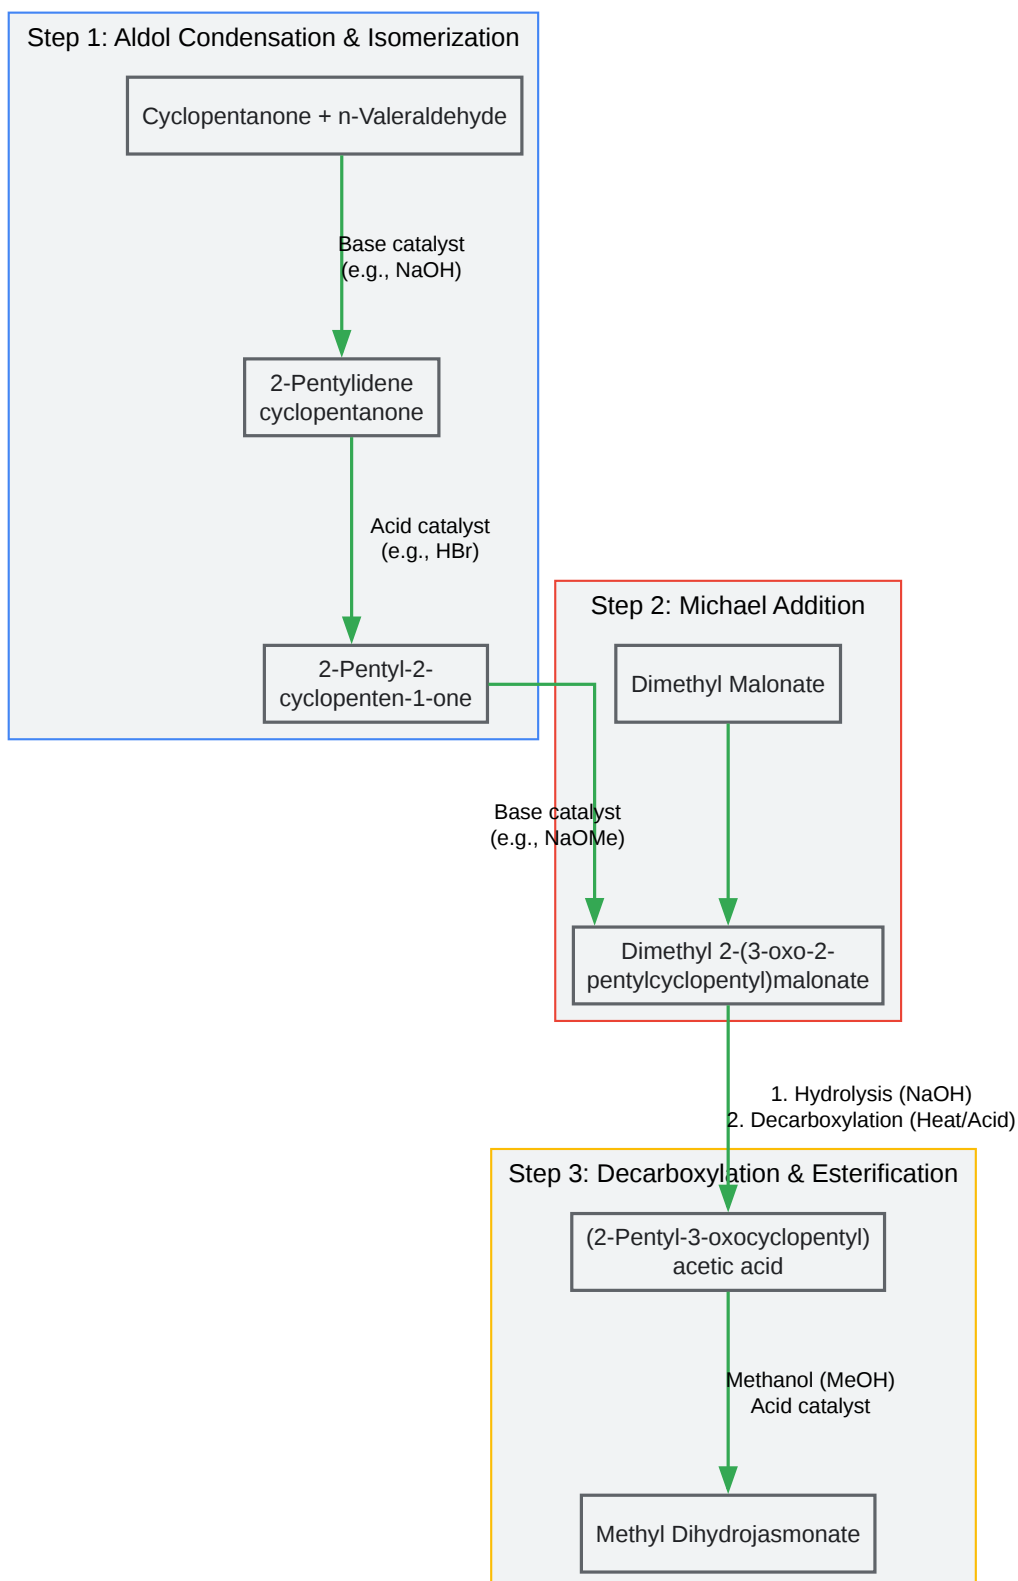 Step 1: Aldol Condensation & Isomerization
Cyclopentanone + n-Valeraldehyde
Base catalyst
(e.g., NaOH)
2-Pentylidene
cyclopentanone
Acid catalyst
(e.g., HBr)
2-Pentyl-2-
cyclopenten-1-one
Step 2: Michael Addition
Dimethyl Malonate
Base catalyst
(e.g., NaOMe)
Dimethyl 2-(3-oxo-2-
pentylcyclopentyl)malonate
1. Hydrolysis (NaOH)
2. Decarboxylation (Heat/Acid)
Step 3: Decarboxylation & Esterification
(2-Pentyl-3-oxocyclopentyl)
acetic acid
Methanol (MeOH)
Acid catalyst
Methyl Dihydrojasmonate